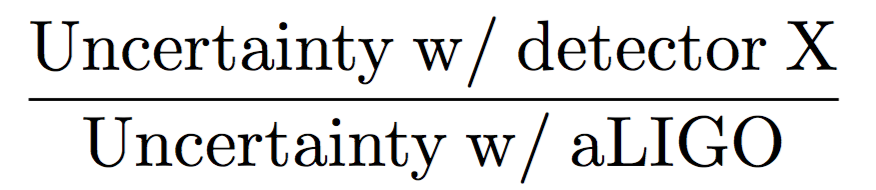 Uncertainty w/ detector X
Uncertainty w/ aLIGO